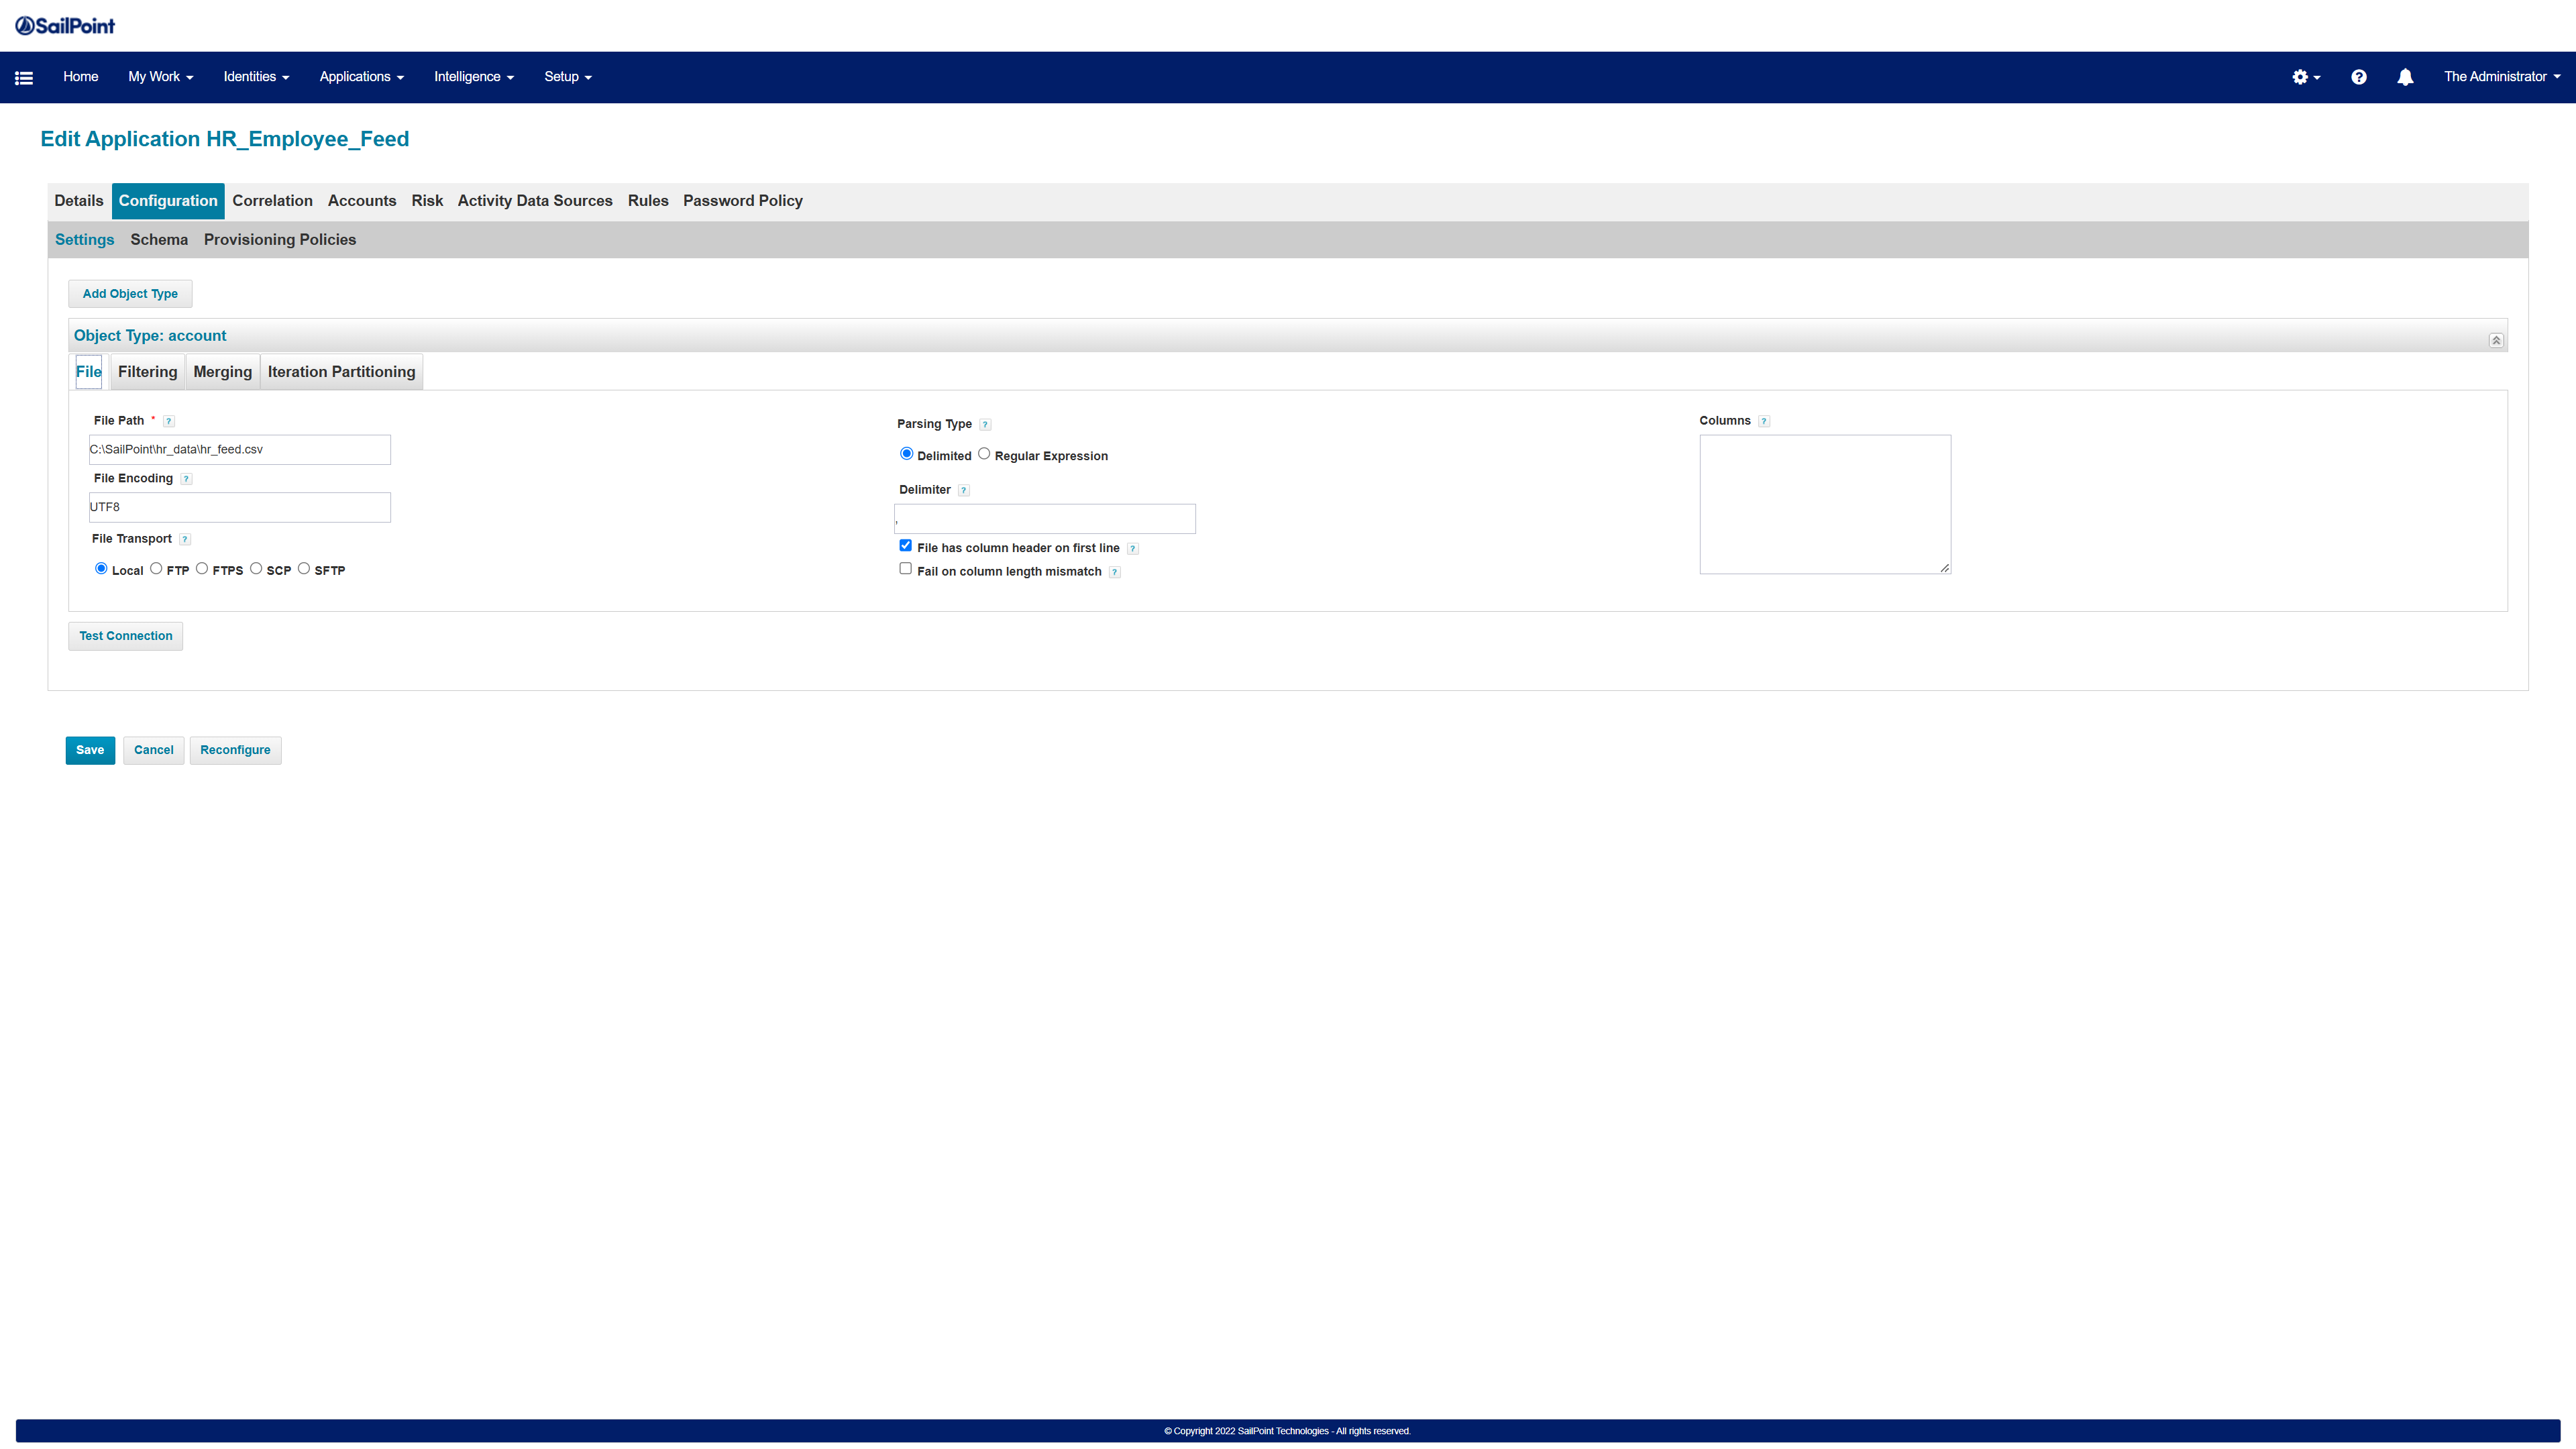 SailPoint
Home My Work Identities Applications Intelligence Setup The Administrator
Edit Application HR_Employee_Feed
Details Configuration Correlation Accounts Risk Activity Data Sources Rules Password Policy
Settings Schema Provisioning Policies
Add Object Type
Object Type: account
File Filtering Merging Iteration Partitioning
File Path * ?
C:\SailPoint\hr_data\hr_feed.csv
File Encoding ?
UTF8
File Transport ?
Local FTP FTPS SCP SFTP
Parsing Type ?
Delimited Regular Expression
Delimiter ?
,
File has column header on first line ?
Fail on column length mismatch ?
Columns ?
Test Connection
Save Cancel Reconfigure
© Copyright 2022 SailPoint Technologies - All rights reserved.